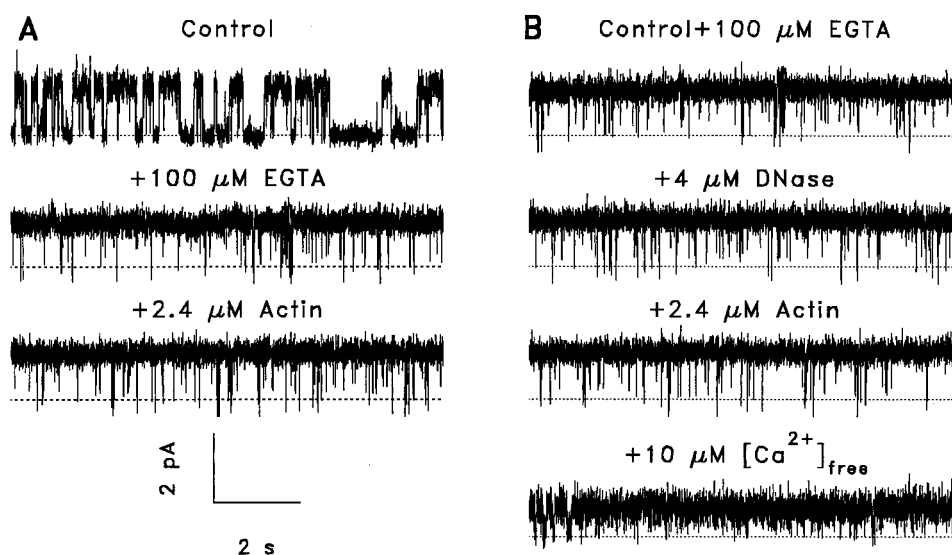 A
Control
+100 μM EGTA
+2.4 μM Actin
2 pA
2 s
B
Control+100 μM EGTA
+4 μM DNase
+2.4 μM Actin
+10 μM [Ca²⁺]free